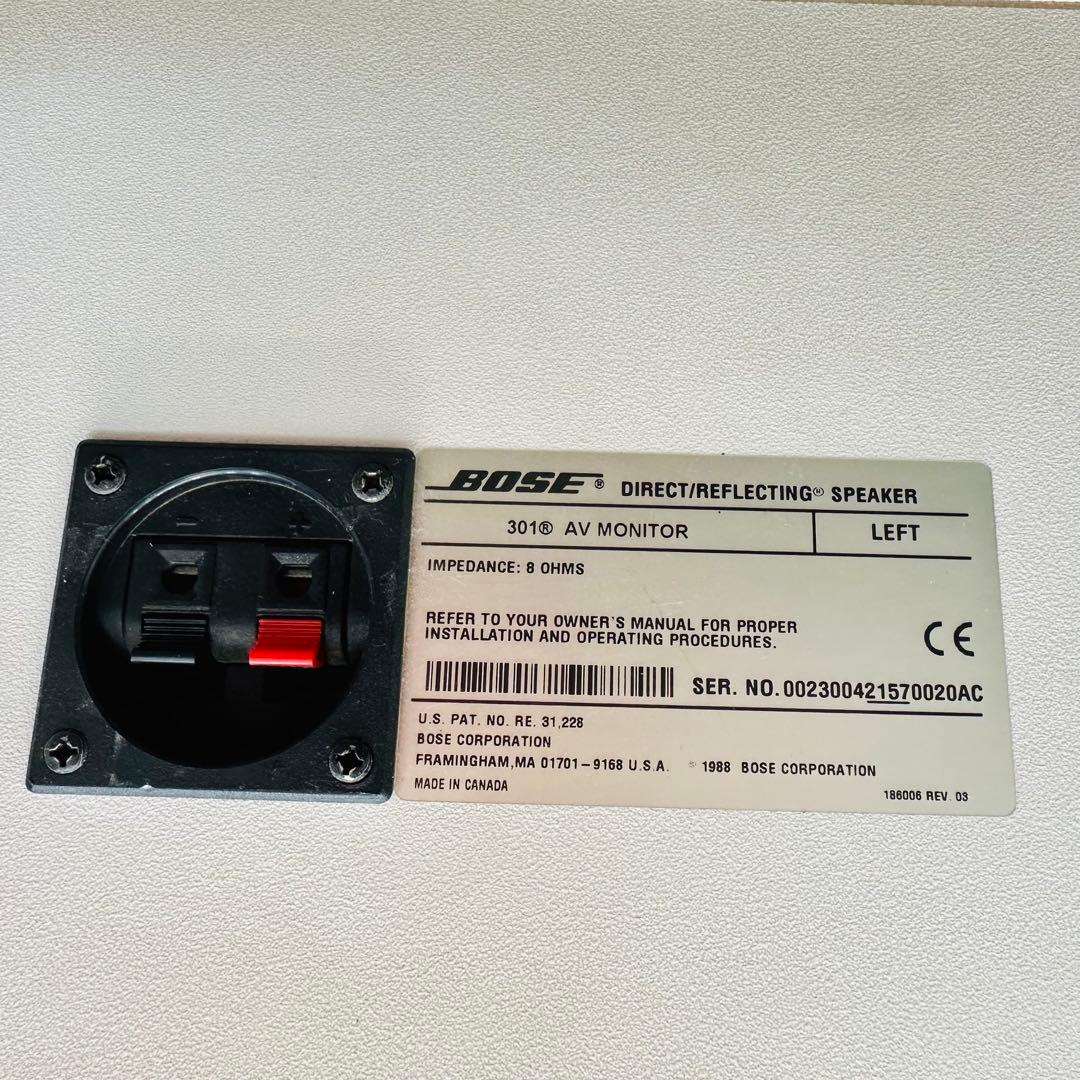 - +
BOSE® DIRECT/REFLECTING® SPEAKER
301® AV MONITOR LEFT
IMPEDANCE: 8 OHMS
REFER TO YOUR OWNER'S MANUAL FOR PROPER
INSTALLATION AND OPERATING PROCEDURES.
CE
SER. NO. 002300421570020AC
U.S. PAT. NO. RE. 31,228
BOSE CORPORATION
FRAMINGHAM, MA 01701-9168 U.S.A. © 1988 BOSE CORPORATION
MADE IN CANADA
186006 REV. 03